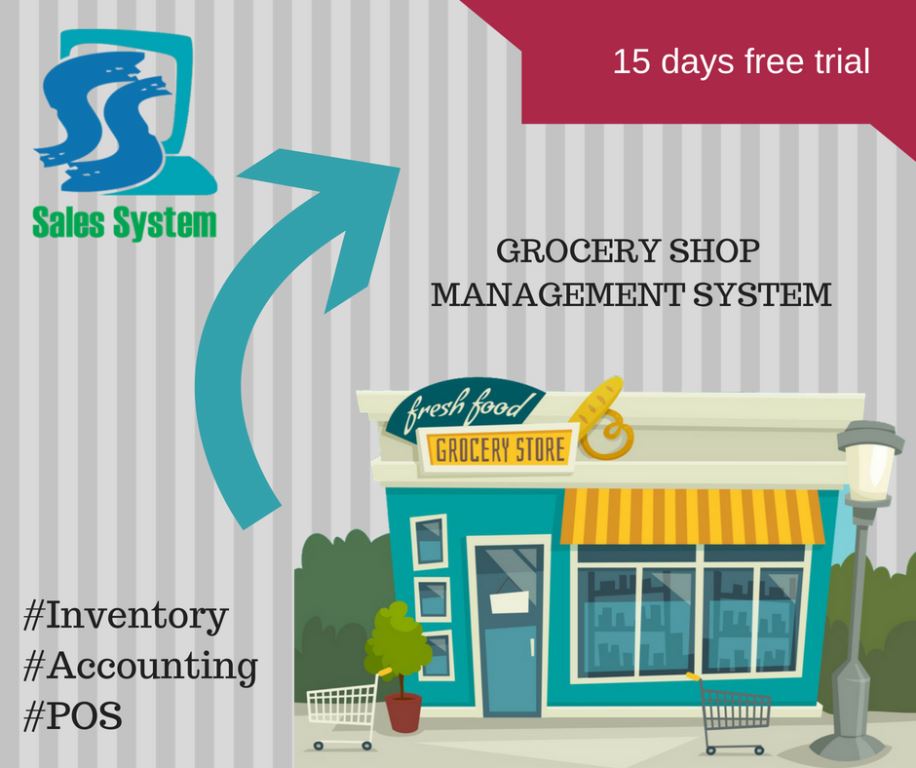 15 days free trial
Sales System
GROCERY SHOP
MANAGEMENT SYSTEM
fresh food
GROCERY STORE
#Inventory
#Accounting
#POS